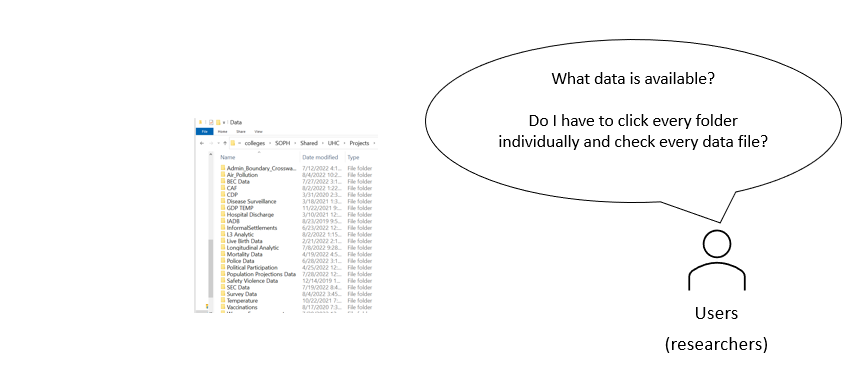 Data
File
Home
Share
View
colleges > SOPH > Shared > UHC > Projects >
Name Date modified Type
Admin_Boundary_Crosswa... 7/12/2022 4:1... File folder
Air_Pollution 8/4/2022 10:2... File folder
BEC Data 7/27/2022 3:1... File folder
CAF 8/2/2022 1:22... File folder
CDP 3/31/2020 2:3... File folder
Disease Surveillance 3/18/2021 1:3... File folder
GDP TEMP 11/22/2021 9:... File folder
Hospital Discharge 3/10/2021 12:... File folder
IADB 8/23/2019 9:5... File folder
InformalSettlements 6/23/2022 12:... File folder
L3 Analytic 8/2/2022 1:15... File folder
Live Birth Data 2/21/2022 2:1... File folder
Longitudinal Analytic 7/8/2022 9:28... File folder
Mortality Data 4/19/2022 4:5... File folder
Police Data 6/28/2022 3:1... File folder
Political Participation 4/25/2022 12:... File folder
Population Projections Data 7/28/2022 12:... File folder
Safety Violence Data 12/14/2019 1... File folder
SEC Data 7/19/2022 8:4... File folder
Survey Data 8/4/2022 3:45... File folder
Temperature 10/22/2021 7:... File folder
Vaccinations 8/17/2020 7:3... File folder
What data is available?
Do I have to click every folder
individually and check every data file?
Users
(researchers)